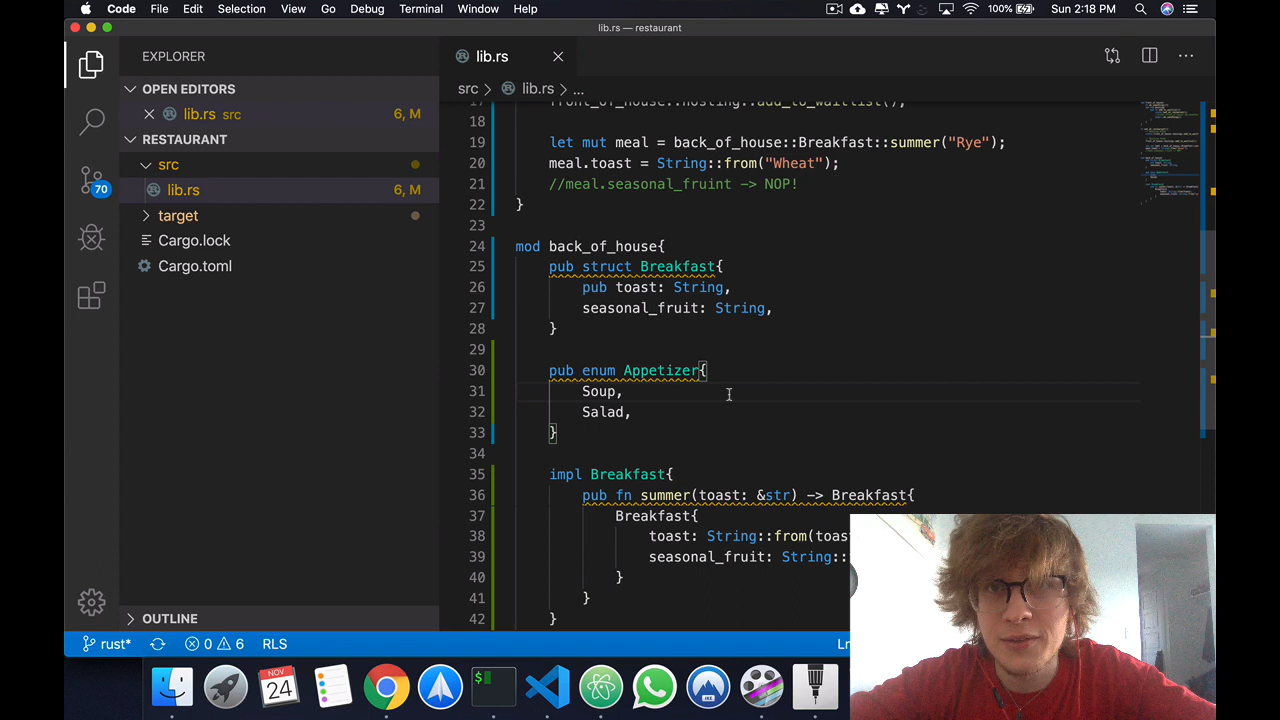 Code File Edit Selection View Go Debug Terminal Window Help 100% Sun 2:18 PM
lib.rs — restaurant
EXPLORER
OPEN EDITORS
lib.rs src 6, M
RESTAURANT
src
lib.rs 6, M
target
Cargo.lock
Cargo.toml
OUTLINE
70
lib.rs
src > lib.rs > ...
17 front_of_house::hosting::add_to_waitlist();
18
19 let mut meal = back_of_house::Breakfast::summer("Rye");
20 meal.toast = String::from("Wheat");
21 //meal.seasonal_fruint -> NOP!
22 }
23
24 mod back_of_house{
25 pub struct Breakfast{
26 pub toast: String,
27 seasonal_fruit: String,
28 }
29
30 pub enum Appetizer{
31 Soup,
32 Salad,
33 }
34
35 impl Breakfast{
36 pub fn summer(toast: &str) -> Breakfast{
37 Breakfast{
38 toast: String::from(toas
39 seasonal_fruit: String::
40 }
41 }
42 }
rust* 0 6 RLS Ln
NOV
24
$